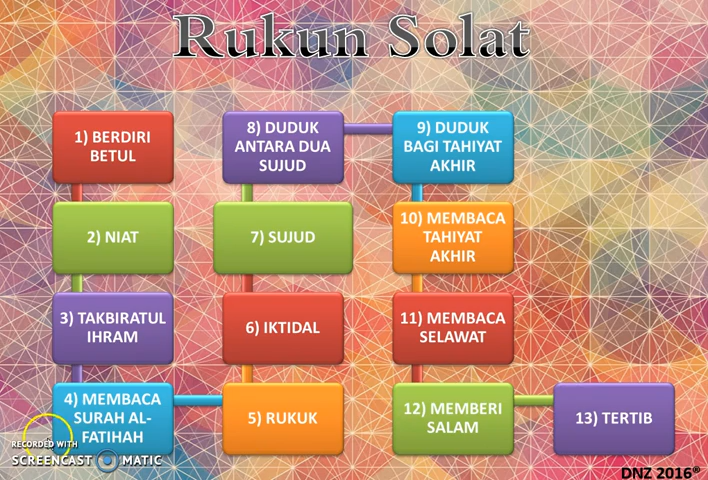 Rukun Solat
1) BERDIRI
BETUL
2) NIAT
3) TAKBIRATUL
IHRAM
4) MEMBACA
SURAH AL-
FATIHAH
5) RUKUK
6) IKTIDAL
7) SUJUD
8) DUDUK
ANTARA DUA
SUJUD
9) DUDUK
BAGI TAHIYAT
AKHIR
10) MEMBACA
TAHIYAT
AKHIR
11) MEMBACA
SELAWAT
12) MEMBERI
SALAM
13) TERTIB
RECORDED WITH
SCREENCAST MATIC
DNZ 2016®